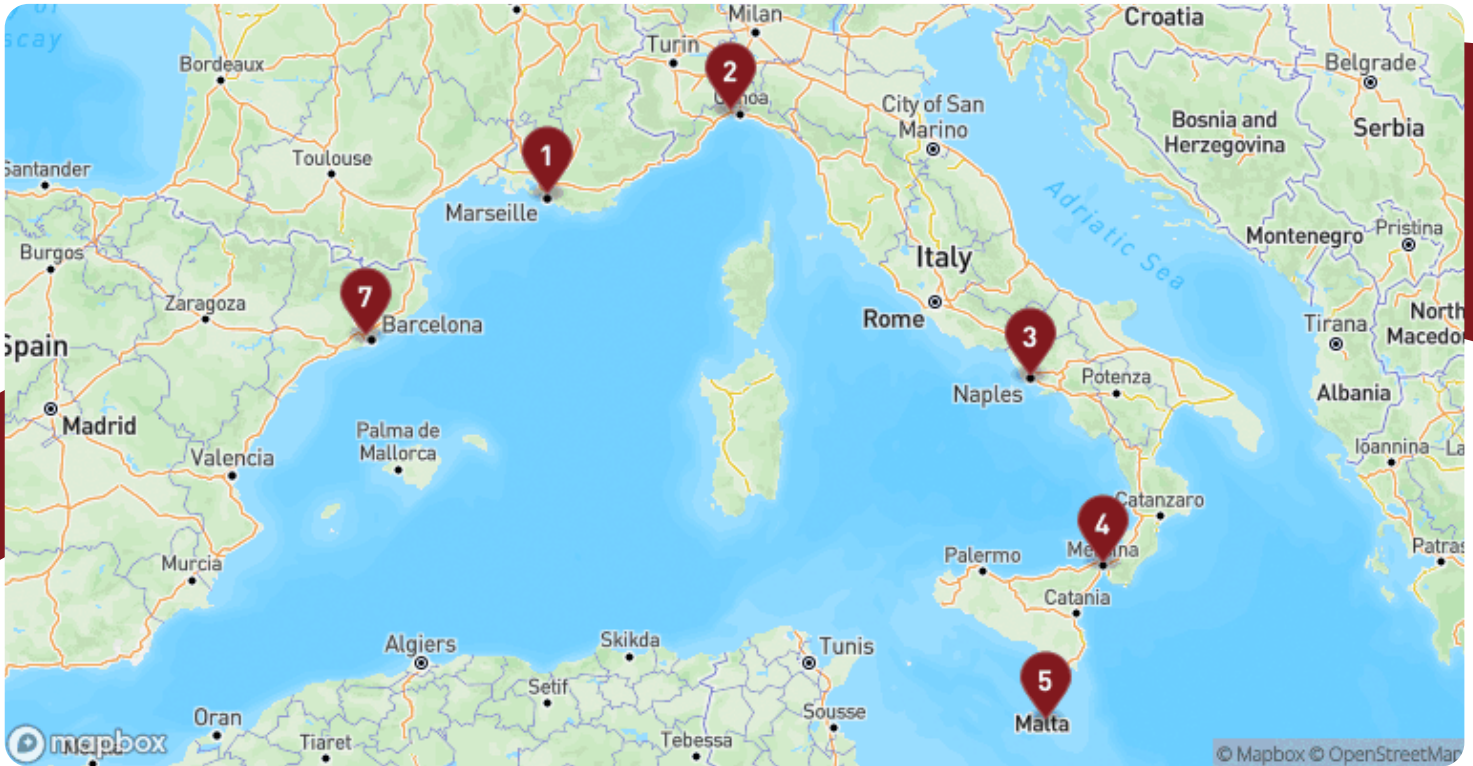 Milan
Croatia
scay
Turin
Bordeaux
2
Belgrade
City of San
Marino
Bosnia and
Herzegovina
Serbia
1
Toulouse
Santander
Marseille
Adriatic Sea
Montenegro
Pristina
Burgos
Italy
7
Zaragoza
Barcelona
Rome
3
Tirana
North
Spain
Naples
Potenza
Albania
Madrid
Palma de
Mallorca
Valencia
Ioannina
La
4
Catanzaro
Murcia
Palermo
Patras
Catania
Algiers
Skikda
Tunis
5
Setif
Malta
Oran
Sousse
mapbox
Tiaret
Tebessa
© Mapbox © OpenStreetMap